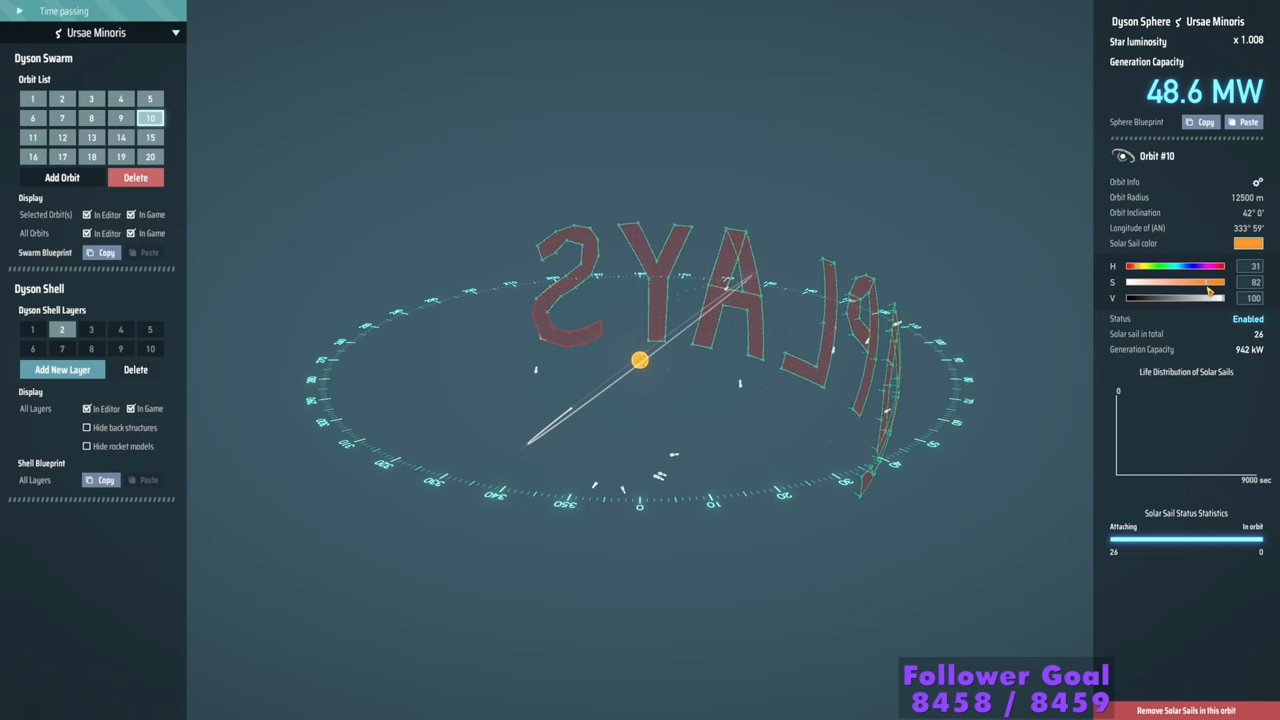 Time passing
Ursae Minoris
Dyson Swarm
Orbit List
1 2 3 4 5
6 7 8 9 10
11 12 13 14 15
16 17 18 19 20
Add Orbit Delete
Display
Selected Orbit(s) In Editor In Game
All Orbits In Editor In Game
Swarm Blueprint Copy Paste
Dyson Shell
Dyson Shell Layers
1 2 3 4 5
6 7 8 9 10
Add New Layer Delete
Display
All Layers In Editor In Game
Hide back structures
Hide rocket models
Shell Blueprint
All Layers Copy Paste
340 350 0 10 20 30
Dyson Sphere Ursae Minoris
Star luminosity x 1.008
Generation Capacity
48.6 MW
Sphere Blueprint Copy Paste
Orbit #10
Orbit Info
Orbit Radius 12500 m
Orbit Inclination 42° 0'
Longitude of (AN) 333° 59'
Solar Sail color
H 31
S 82
V 100
Status Enabled
Solar sail in total 26
Generation Capacity 942 kW
Life Distribution of Solar Sails
0
9000 sec
Solar Sail Status Statistics
Attaching In orbit
26 0
Remove Solar Sails in this orbit
Follower Goal
8458 / 8459